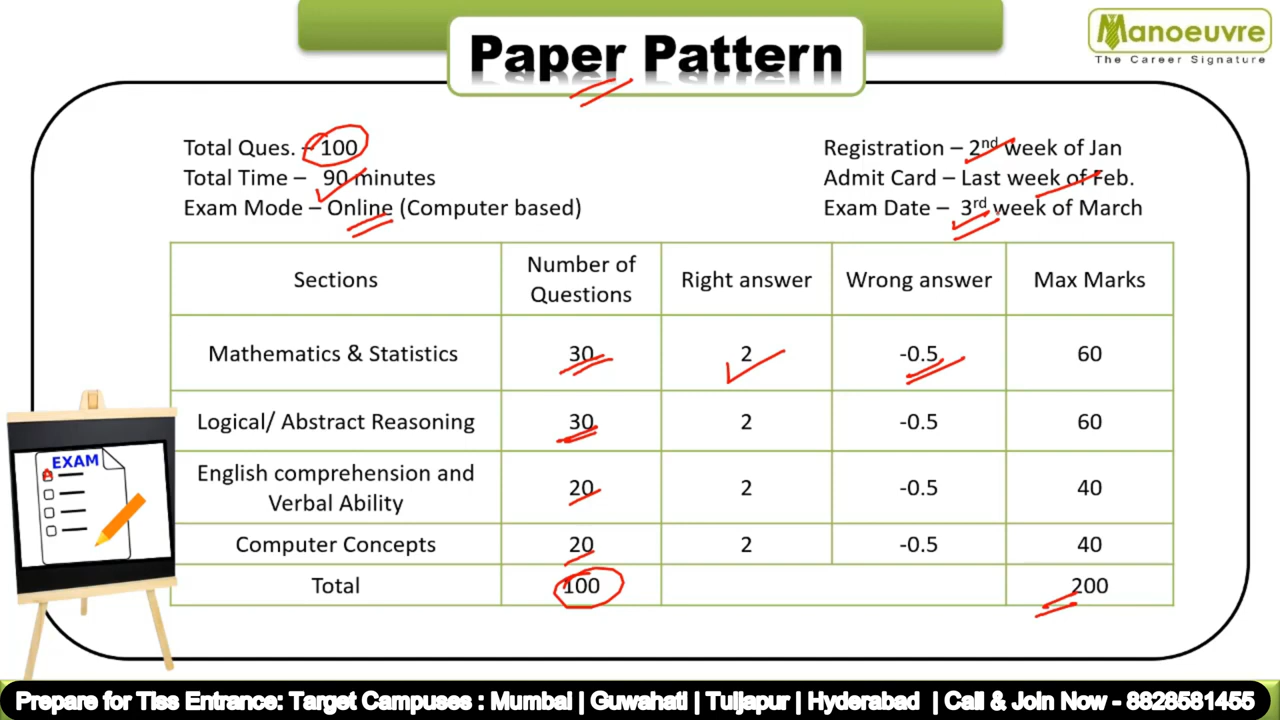 Paper Pattern
Manoeuvre
The Career Signature
Total Ques. – 100
Total Time – 90 minutes
Exam Mode – Online (Computer based)
Registration – 2nd week of Jan
Admit Card – Last week of Feb.
Exam Date – 3rd week of March
Sections
Number of
Questions
Right answer
Wrong answer
Max Marks
Mathematics & Statistics
30
2
-0.5
60
Logical/ Abstract Reasoning
30
2
-0.5
60
English comprehension and
Verbal Ability
20
2
-0.5
40
Computer Concepts
20
2
-0.5
40
Total
100
200
EXAM
Prepare for Tiss Entrance: Target Campuses : Mumbai | Guwahati | Tuljapur | Hyderabad | Call & Join Now - 8828581455